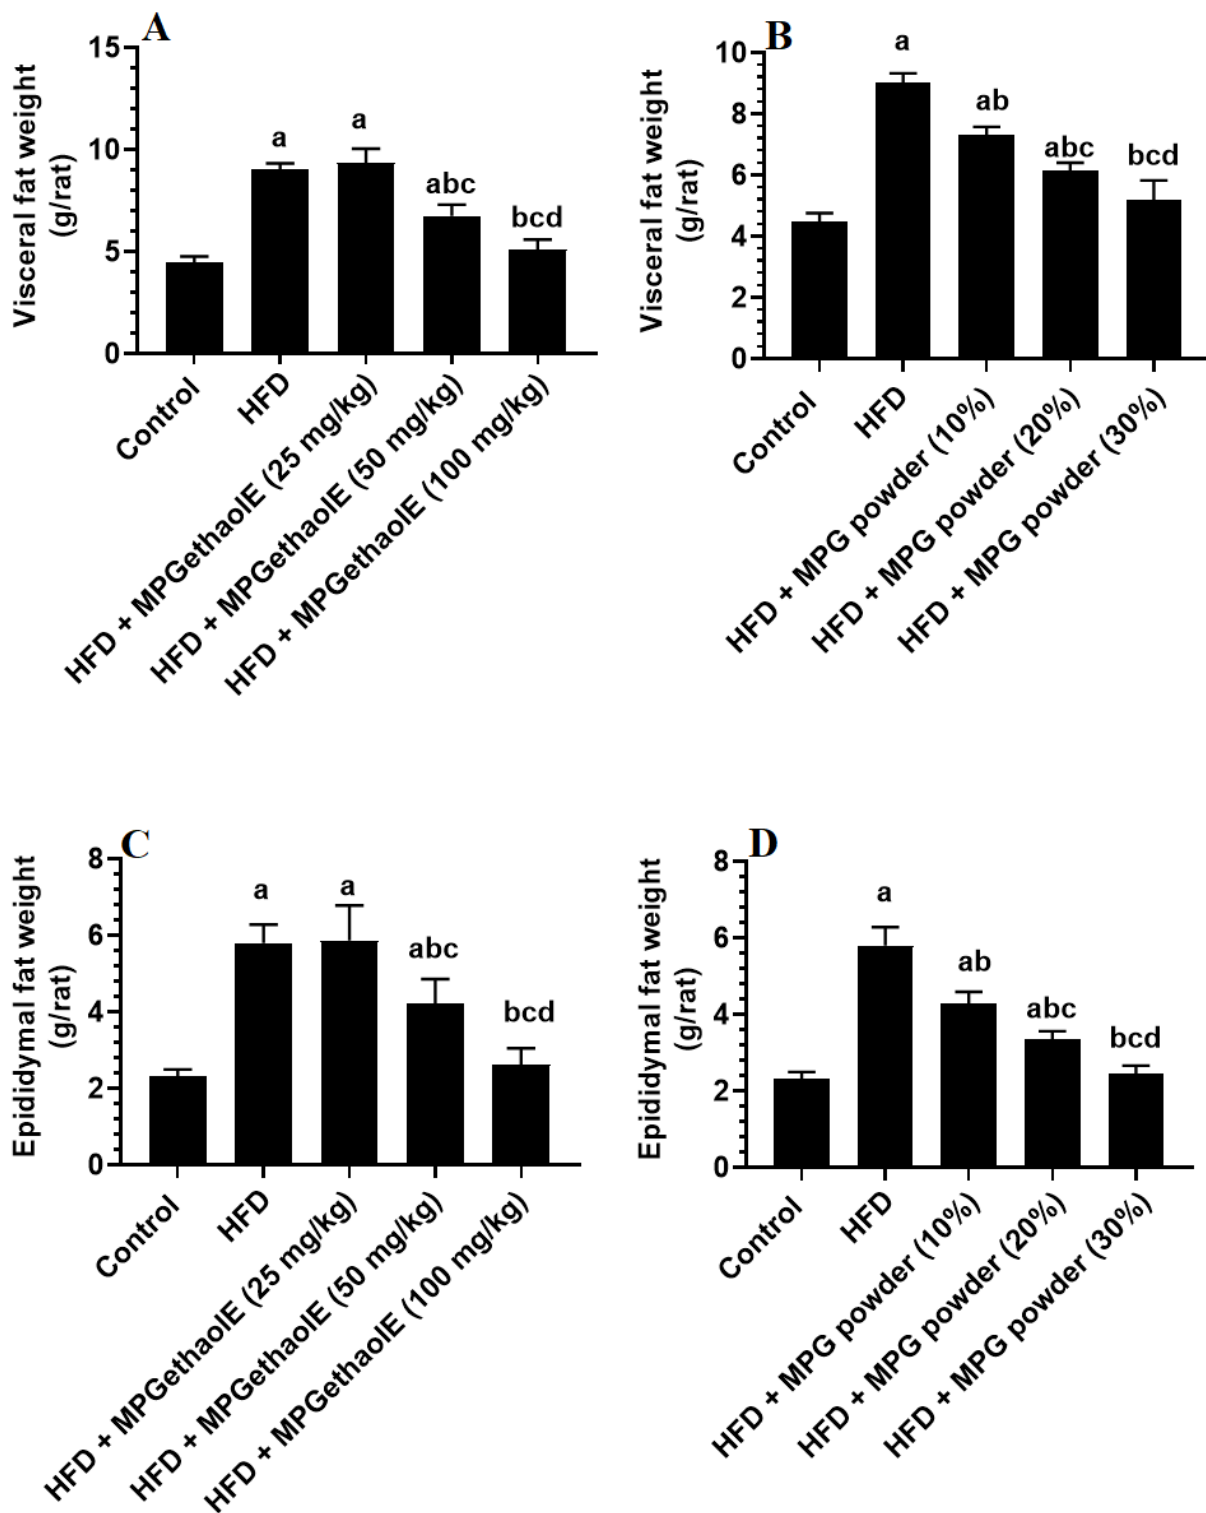 A
Visceral fat weight
(g/rat)
15
10
5
0
a
a
abc
bcd
Control
HFD
HFD + MPGethaolE (25 mg/kg)
HFD + MPGethaolE (50 mg/kg)
HFD + MPGethaolE (100 mg/kg)
B
Visceral fat weight
(g/rat)
10
8
6
4
2
0
a
ab
abc
bcd
Control
HFD
HFD + MPG powder (10%)
HFD + MPG powder (20%)
HFD + MPG powder (30%)
C
Epididymal fat weight
(g/rat)
8
6
4
2
0
a
a
abc
bcd
Control
HFD
HFD + MPGethaolE (25 mg/kg)
HFD + MPGethaolE (50 mg/kg)
HFD + MPGethaolE (100 mg/kg)
D
Epididymal fat weight
(g/rat)
8
6
4
2
0
a
ab
abc
bcd
Control
HFD
HFD + MPG powder (10%)
HFD + MPG powder (20%)
HFD + MPG powder (30%)